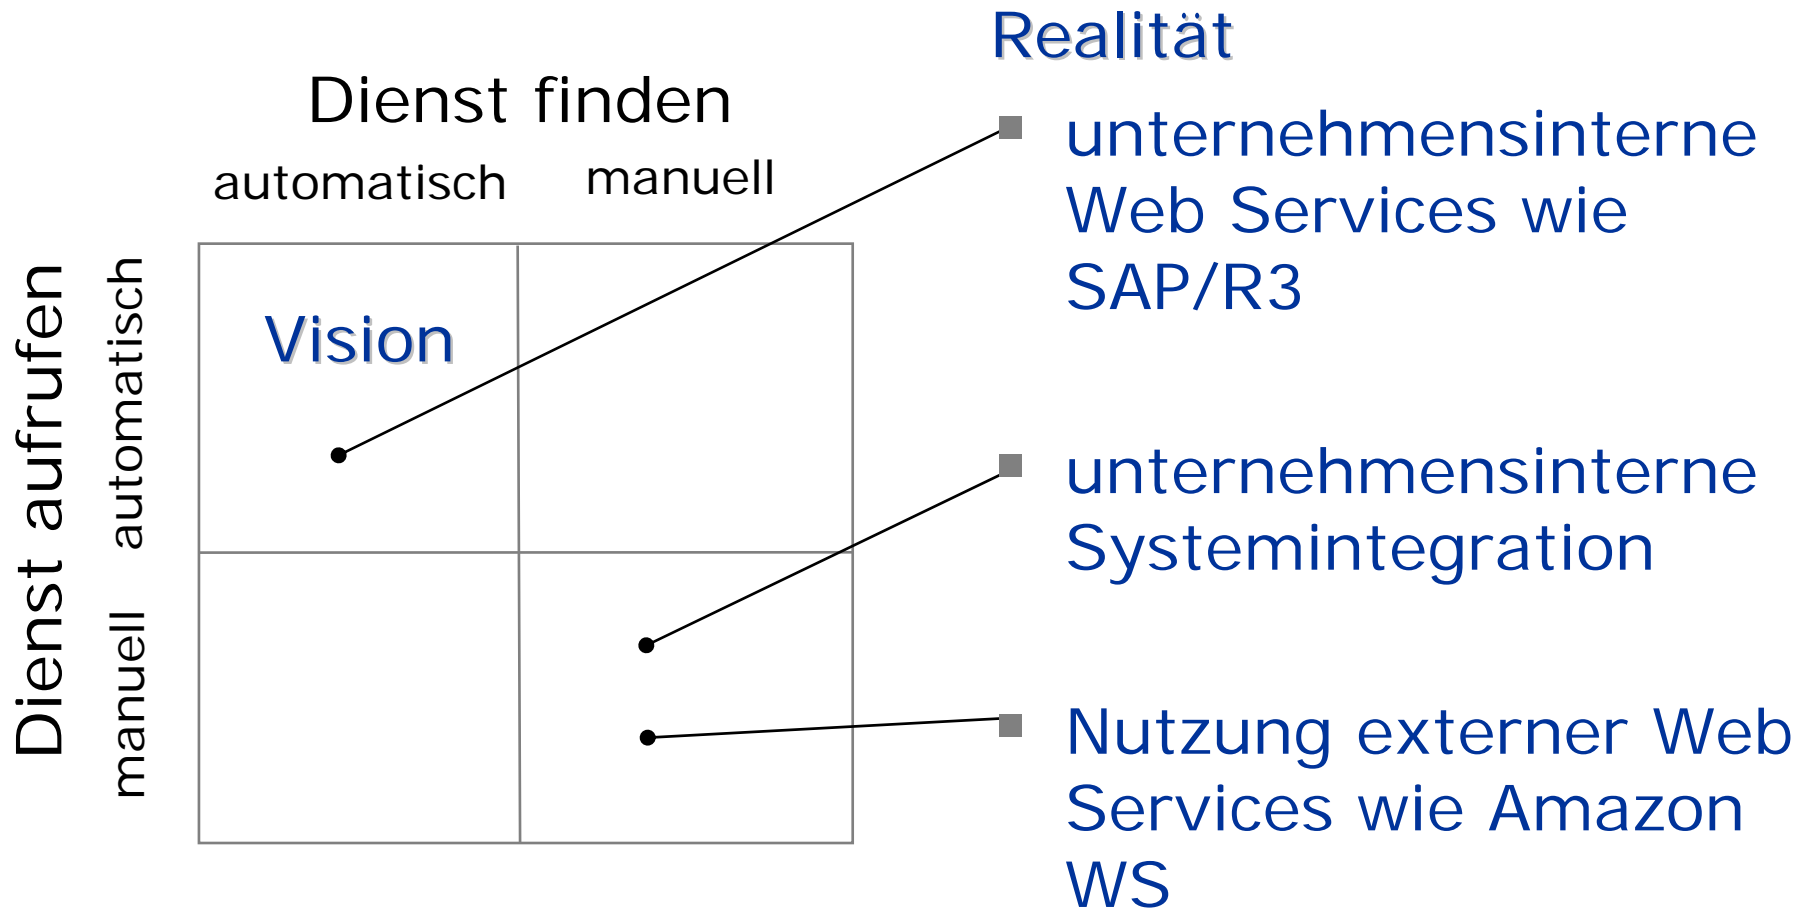 Realität
Dienst finden
automatisch
manuell
Dienst aufrufen
automatisch
manuell
Vision
unternehmensinterne
Web Services wie
SAP/R3
unternehmensinterne
Systemintegration
Nutzung externer Web
Services wie Amazon
WS